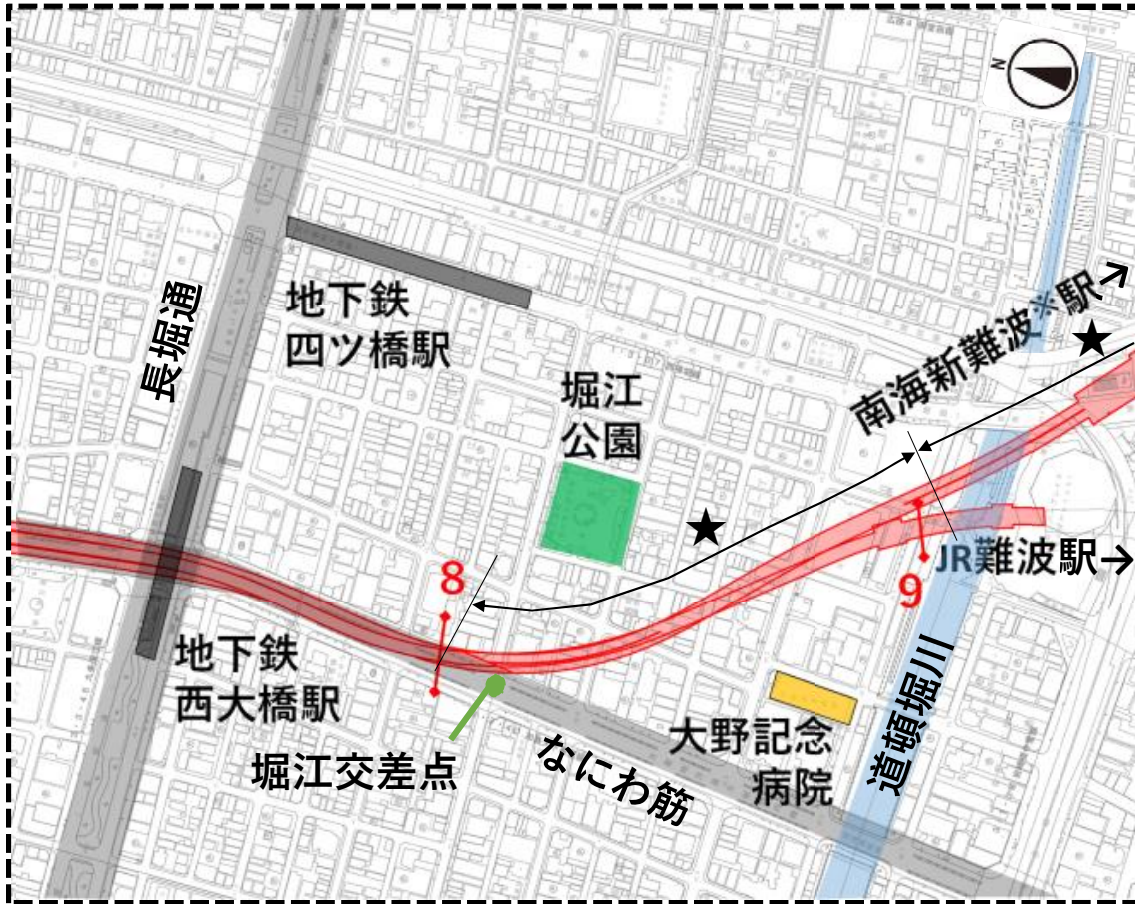 N
長堀通
地下鉄
四ツ橋駅
堀江
公園
南海新難波※駅→
★
★
8
9
JR難波駅→
地下鉄
西大橋駅
堀江交差点
なにわ筋
大野記念
病院
道頓堀川